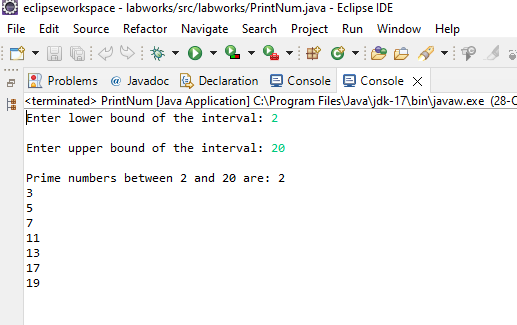 eclipseworkspace - labworks/src/labworks/PrintNum.java - Eclipse IDE
File Edit Source Refactor Navigate Search Project Run Window Help
Problems @ Javadoc Declaration Console Console
<terminated> PrintNum [Java Application] C:\Program Files\Java\jdk-17\bin\javaw.exe (28-
Enter lower bound of the interval: 2
Enter upper bound of the interval: 20
Prime numbers between 2 and 20 are: 2
3
5
7
11
13
17
19